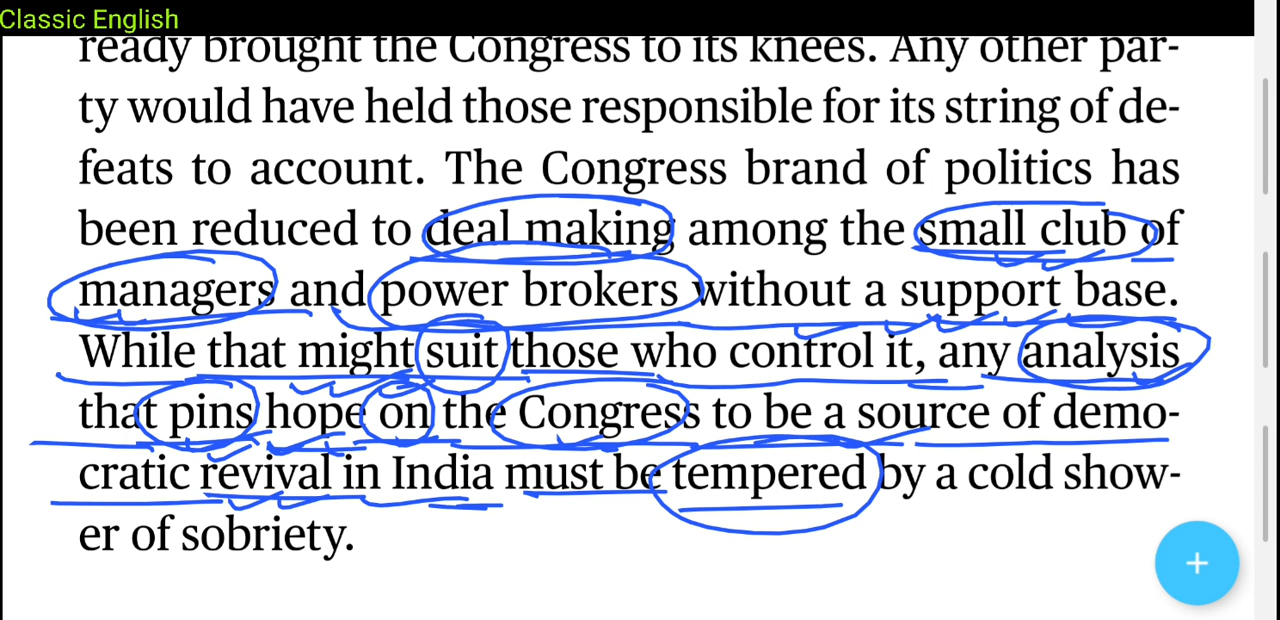 Classic English
ready brought the Congress to its knees. Any other par-
ty would have held those responsible for its string of de-
feats to account. The Congress brand of politics has
been reduced to deal making among the small club of
managers and power brokers without a support base.
While that might suit those who control it, any analysis
that pins hope on the Congress to be a source of demo-
cratic revival in India must be tempered by a cold show-
er of sobriety.
+